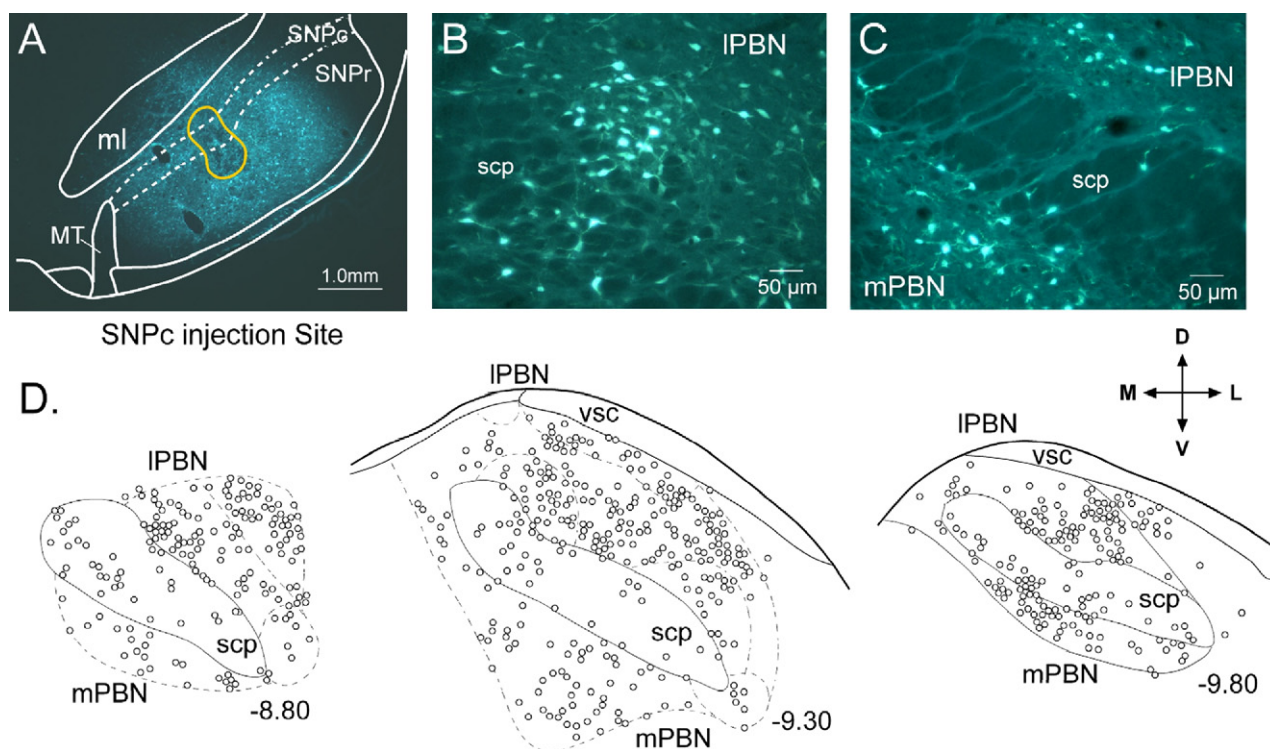 A
SNPc
SNPr
ml
MT
1.0mm
SNPc injection Site
B
lPBN
scp
50 µm
C
lPBN
scp
mPBN
50 µm
D
M
L
V
D.
lPBN
scp
mPBN
-8.80
lPBN
vsc
scp
mPBN
-9.30
lPBN
vsc
scp
mPBN
-9.80